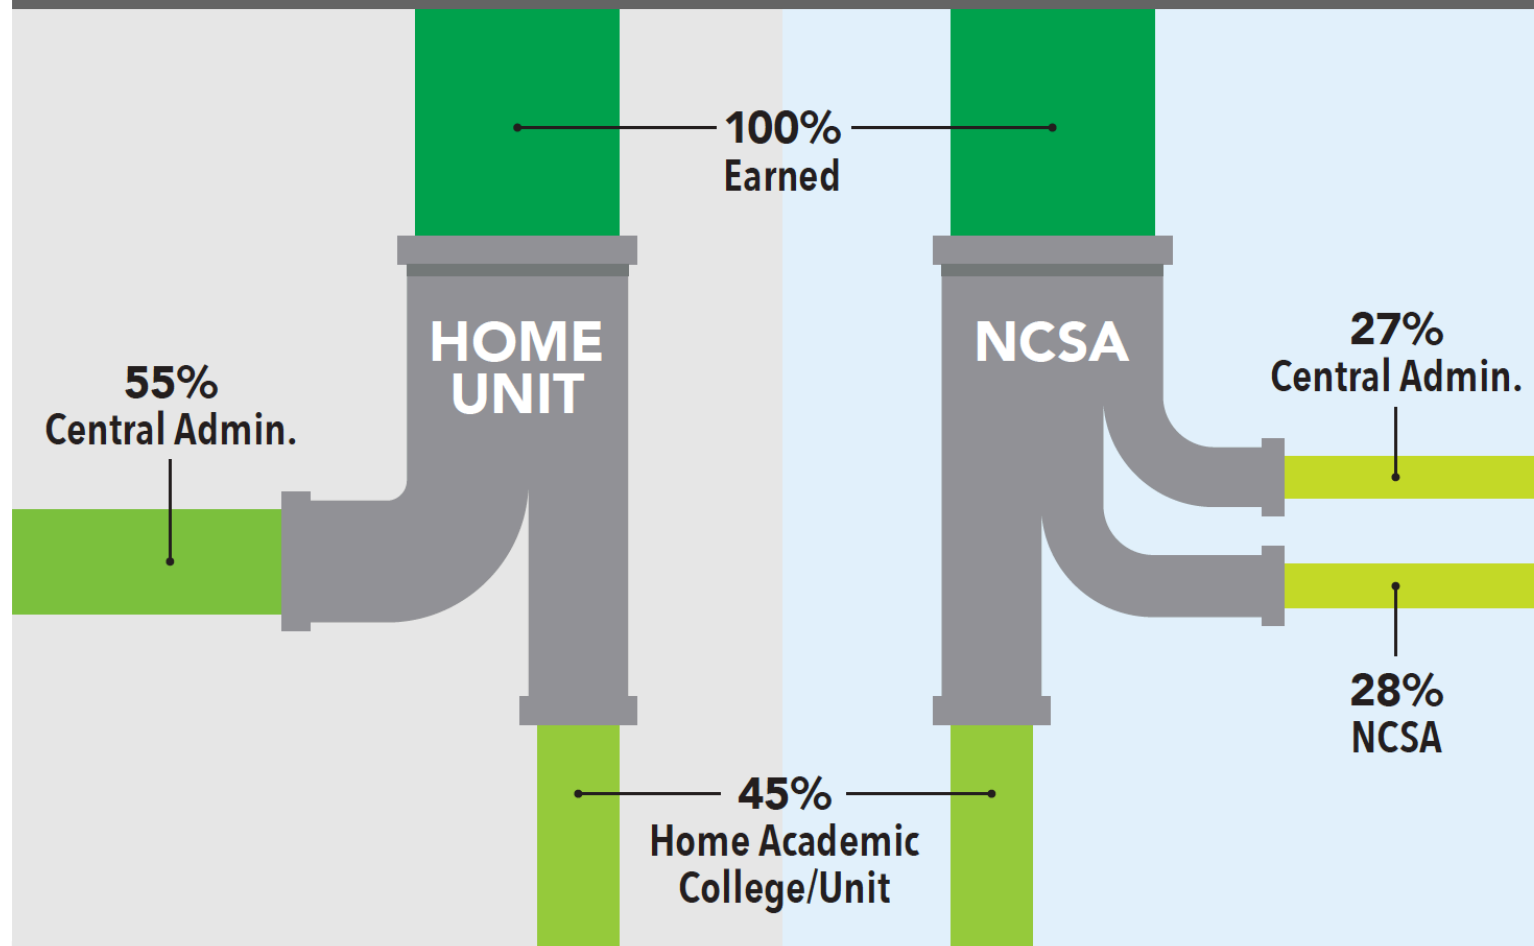 100%
Earned
HOME
UNIT
NCSA
55%
Central Admin.
27%
Central Admin.
28%
NCSA
45%
Home Academic
College/Unit